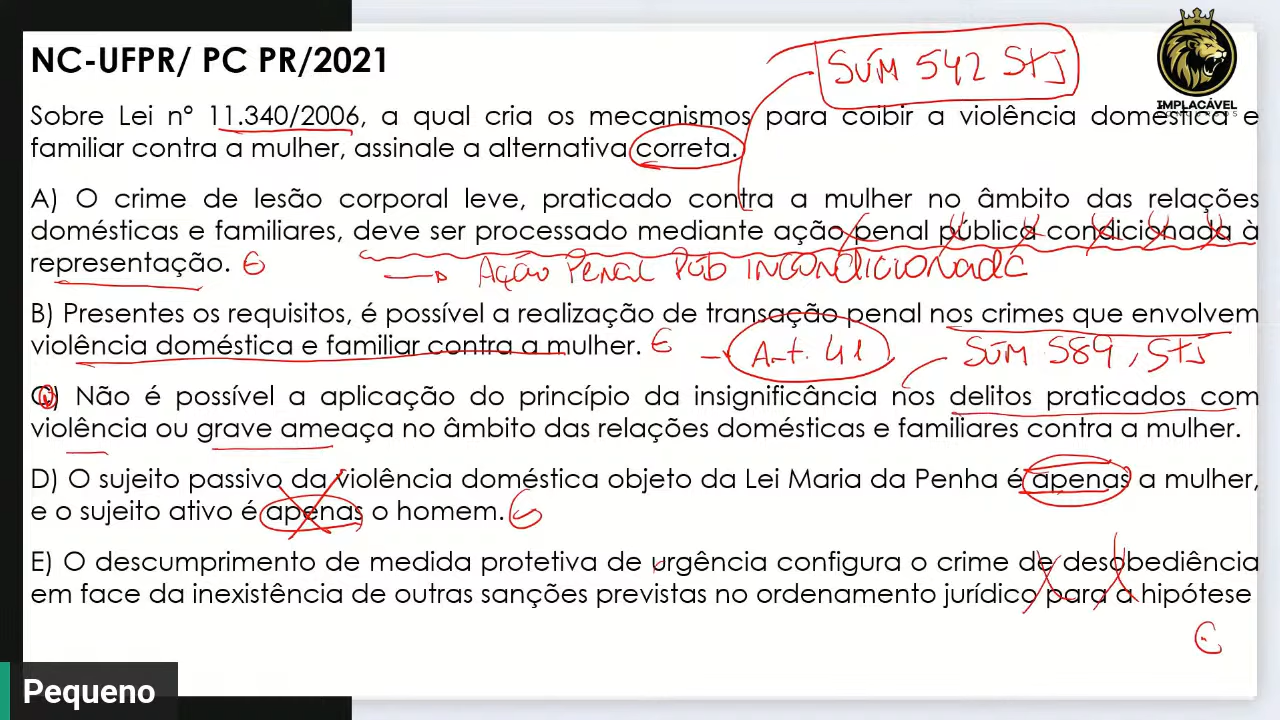 NC-UFPR/ PC PR/2021
SÚM 542 STJ
IMPLACÁVEL
Sobre Lei nº 11.340/2006, a qual cria os mecanismos para coibir a violência doméstica e
familiar contra a mulher, assinale a alternativa correta.
A) O crime de lesão corporal leve, praticado contra a mulher no âmbito das relações
domésticas e familiares, deve ser processado mediante ação penal pública condicionada à
representação. E
Ação Penal Púb incondicionada
B) Presentes os requisitos, é possível a realização de transação penal nos crimes que envolvem
violência doméstica e familiar contra a mulher. E
Art. 41
SÚM 589, STJ
C) Não é possível a aplicação do princípio da insignificância nos delitos praticados com
violência ou grave ameaça no âmbito das relações domésticas e familiares contra a mulher.
D) O sujeito passivo da violência doméstica objeto da Lei Maria da Penha é apenas a mulher,
e o sujeito ativo é apenas o homem. E
E) O descumprimento de medida protetiva de urgência configura o crime de desobediência
em face da inexistência de outras sanções previstas no ordenamento jurídico para a hipótese
E
Pequeno